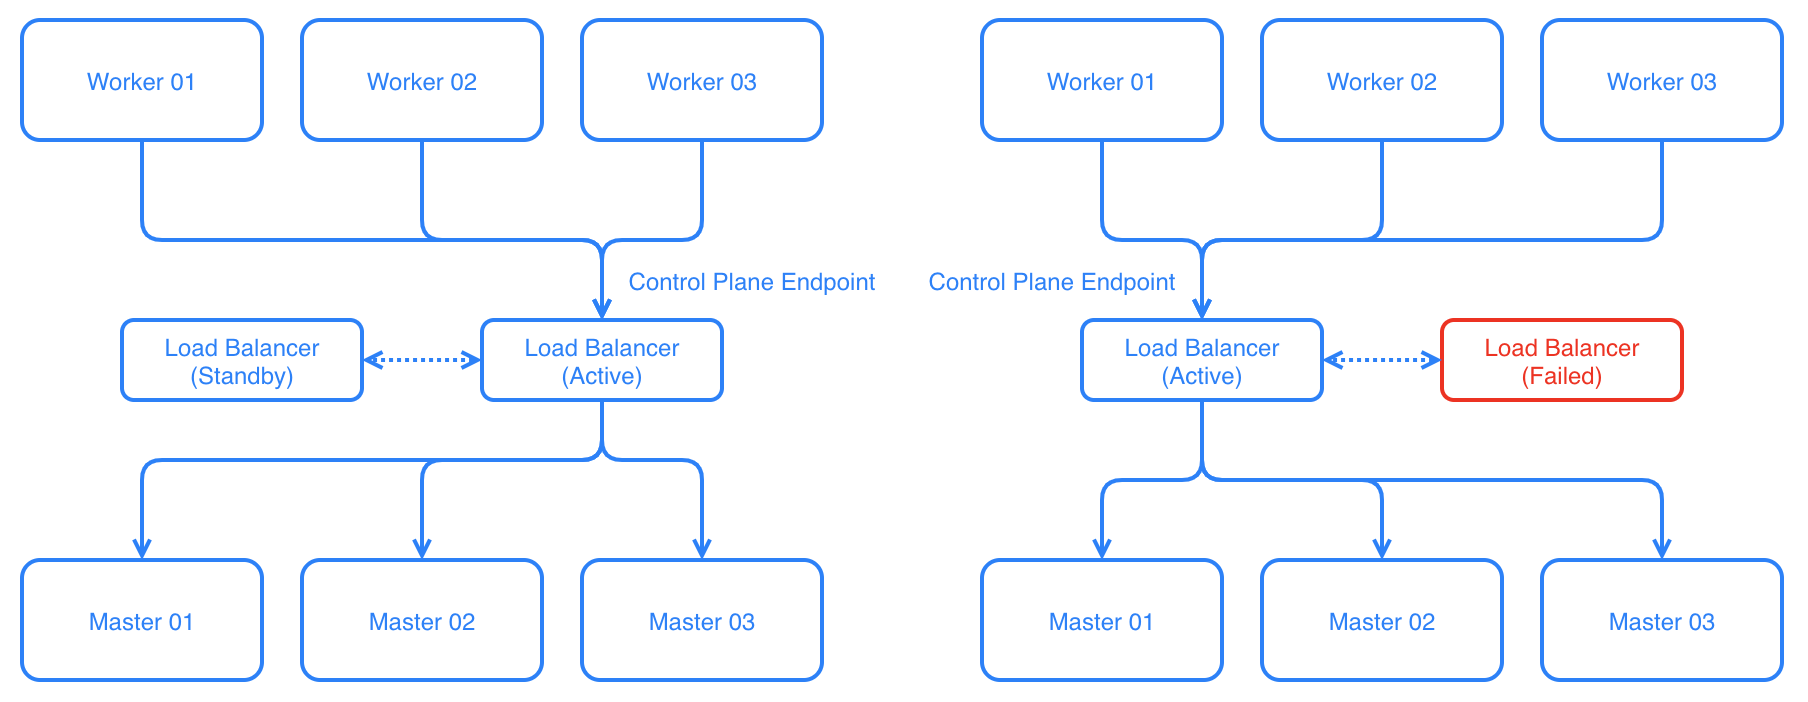 Worker 01
Worker 02
Worker 03
Control Plane Endpoint
Load Balancer
(Standby)
Load Balancer
(Active)
Master 01
Master 02
Master 03
Worker 01
Worker 02
Worker 03
Control Plane Endpoint
Load Balancer
(Active)
Load Balancer
(Failed)
Master 01
Master 02
Master 03